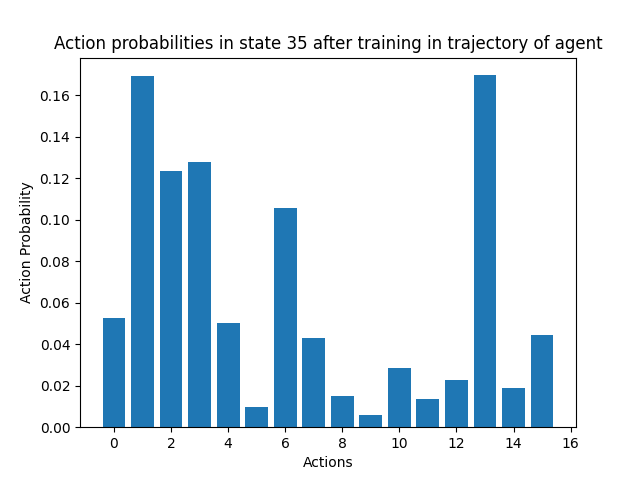 Action probabilities in state 35 after training in trajectory of agent
0.16
0.14
0.12
0.10
0.08
0.06
0.04
0.02
0.00
Action Probability
0 2 4 6 8 10 12 14 16
Actions